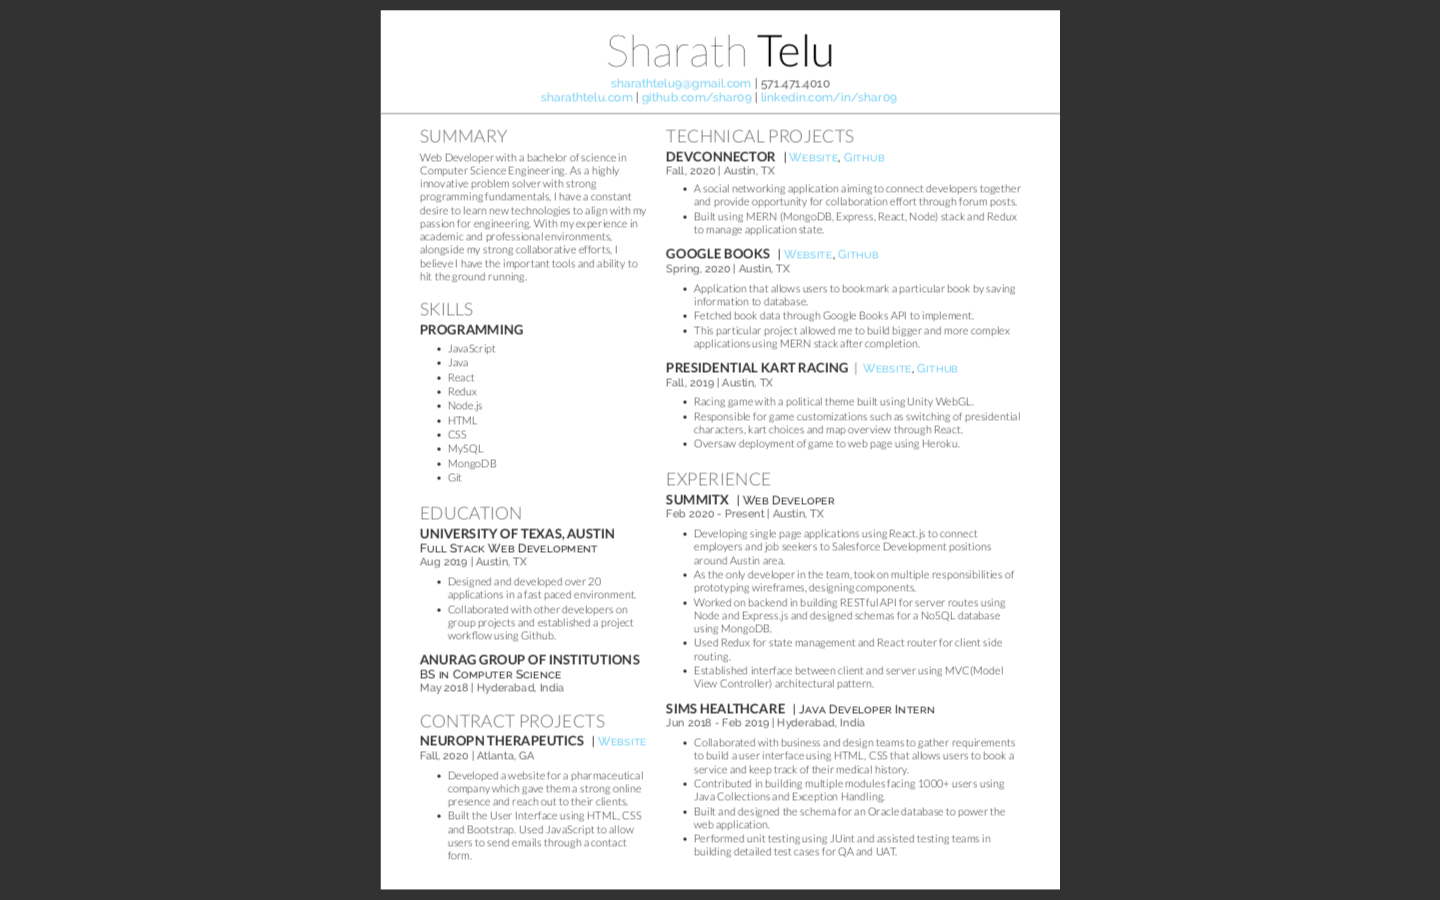 Sharath Telu
sharathtelu9@gmail.com | 571.471.4010
sharathtelu.com | github.com/shar09 | linkedin.com/in/shar09
SUMMARY
Web Developer with a bachelor of science in
Computer Science Engineering. As a highly
innovative problem solver with strong
programming fundamentals, I have a constant
desire to learn new technologies to align with my
passion for engineering. With my experience in
academic and professional environments,
alongside my strong collaborative efforts, I
believe I have the important tools and ability to
hit the ground running.
SKILLS
PROGRAMMING
• JavaScript
• Java
• React
• Redux
• Node.js
• HTML
• CSS
• MySQL
• MongoDB
• Git
EDUCATION
UNIVERSITY OF TEXAS, AUSTIN
Full Stack Web Development
Aug 2019 | Austin, TX
• Designed and developed over 20
applications in a fast paced environment.
• Collaborated with other developers on
group projects and established a project
workflow using Github.
ANURAG GROUP OF INSTITUTIONS
BS in Computer Science
May 2018 | Hyderabad, India
CONTRACT PROJECTS
NEUROPN THERAPEUTICS | Website
Fall, 2020 | Atlanta, GA
• Developed a website for a pharmaceutical
company which gave them a strong online
presence and reach out to their clients.
• Built the User Interface using HTML, CSS
and Bootstrap. Used JavaScript to allow
users to send emails through a contact
form.
TECHNICAL PROJECTS
DEVCONNECTOR | Website, Github
Fall, 2020 | Austin, TX
• A social networking application aiming to connect developers together
and provide opportunity for collaboration effort through forum posts.
• Built using MERN (MongoDB, Express, React, Node) stack and Redux
to manage application state.
GOOGLE BOOKS | Website, Github
Spring, 2020 | Austin, TX
• Application that allows users to bookmark a particular book by saving
information to database.
• Fetched book data through Google Books API to implement.
• This particular project allowed me to build bigger and more complex
applications using MERN stack after completion.
PRESIDENTIAL KART RACING | Website, Github
Fall, 2019 | Austin, TX
• Racing game with a political theme built using Unity WebGL.
• Responsible for game customizations such as switching of presidential
characters, kart choices and map overview through React.
• Oversaw deployment of game to web page using Heroku.
EXPERIENCE
SUMMITX | Web Developer
Feb 2020 - Present | Austin, TX
• Developing single page applications using React.js to connect
employers and job seekers to Salesforce Development positions
around Austin area.
• As the only developer in the team, took on multiple responsibilities of
prototyping wireframes, designing components.
• Worked on backend in building RESTful API for server routes using
Node and Express.js and designed schemas for a NoSQL database
using MongoDB.
• Used Redux for state management and React router for client side
routing.
• Established interface between client and server using MVC(Model
View Controller) architectural pattern.
SIMS HEALTHCARE | Java Developer Intern
Jun 2018 - Feb 2019 | Hyderabad, India
• Collaborated with business and design teams to gather requirements
to build a user interface using HTML, CSS that allows users to book a
service and keep track of their medical history.
• Contributed in building multiple modules facing 1000+ users using
Java Collections and Exception Handling.
• Built and designed the schema for an Oracle database to power the
web application.
• Performed unit testing using JUint and assisted testing teams in
building detailed test cases for QA and UAT.